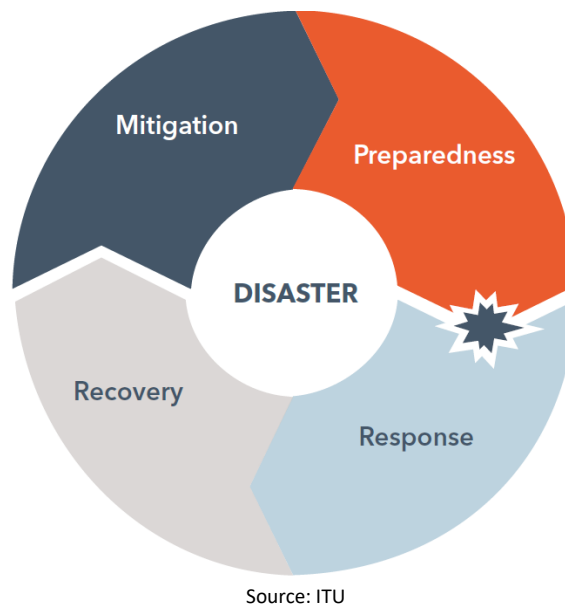 Mitigation
Preparedness
DISASTER
Recovery
Response
Source: ITU